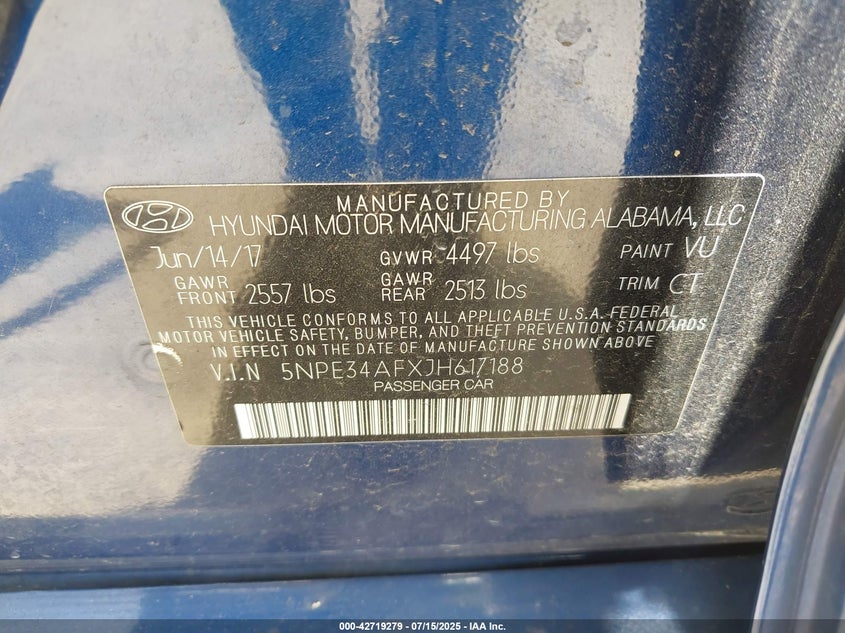 MANUFACTURED BY
HYUNDAI MOTOR MANUFACTURING ALABAMA, LLC
Jun/14/17 GVWR 4497 lbs PAINT VU
GAWR FRONT 2557 lbs GAWR REAR 2513 lbs TRIM CT
THIS VEHICLE CONFORMS TO ALL APPLICABLE U.S.A. FEDERAL
MOTOR VEHICLE SAFETY, BUMPER, AND THEFT PREVENTION STANDARDS
IN EFFECT ON THE DATE OF MANUFACTURE SHOWN ABOVE
V.I.N 5NPE34AFXJH617188
PASSENGER CAR
000-42719279 - 07/15/2025 - IAA Inc.